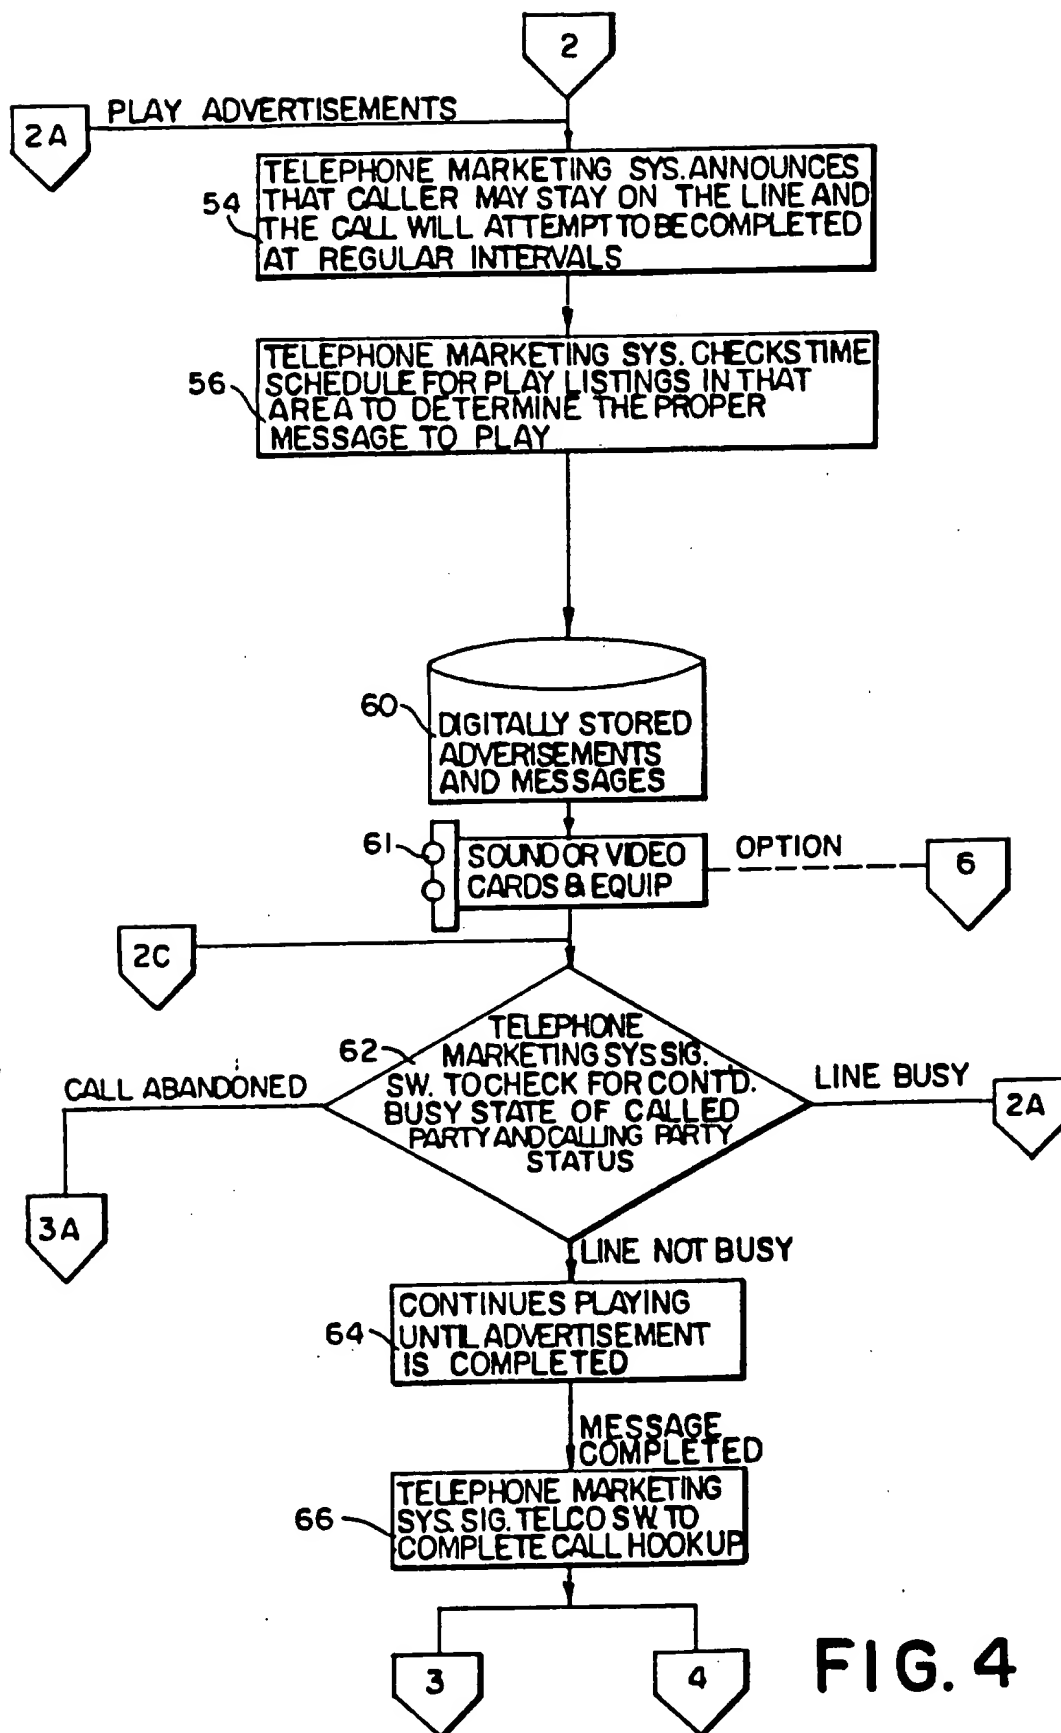 2
2A
PLAY ADVERTISEMENTS
54
TELEPHONE MARKETING SYS. ANNOUNCES
THAT CALLER MAY STAY ON THE LINE AND
THE CALL WILL ATTEMPT TO BE COMPLETED
AT REGULAR INTERVALS
56
TELEPHONE MARKETING SYS. CHECKS TIME
SCHEDULE FOR PLAY LISTINGS IN THAT
AREA TO DETERMINE THE PROPER
MESSAGE TO PLAY
60
DIGITALLY STORED
ADVERISEMENTS
AND MESSAGES
61
SOUND OR VIDEO
CARDS & EQUIP
OPTION
6
2C
62
TELEPHONE
MARKETING SYS SIG.
SW. TO CHECK FOR CONT'D.
BUSY STATE OF CALLED
PARTY AND CALLING PARTY
STATUS
CALL ABANDONED
3A
LINE BUSY
2A
LINE NOT BUSY
64
CONTINUES PLAYING
UNTIL ADVERTISEMENT
IS COMPLETED
MESSAGE
COMPLETED
66
TELEPHONE MARKETING
SYS. SIG. TELCO SW. TO
COMPLETE CALL HOOKUP
3
4
FIG. 4